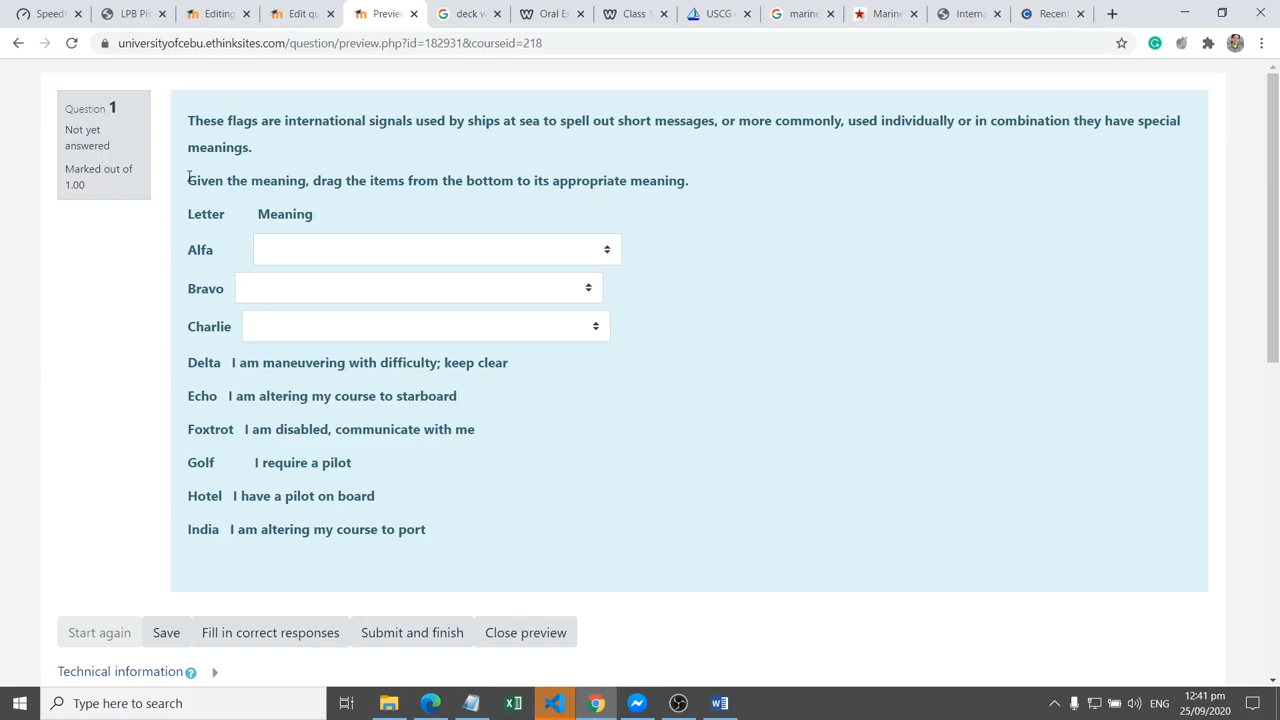 Speedt
LPB Pis
Editing
Edit qu
Preview
deck w
Oral Ex
Class 1
USCG
marine
Marine
Interna
Recent
universityofcebu.ethinksites.com/question/preview.php?id=182931&courseid=218
Question 1
Not yet
answered
Marked out of
1.00
These flags are international signals used by ships at sea to spell out short messages, or more commonly, used individually or in combination they have special
meanings.
Given the meaning, drag the items from the bottom to its appropriate meaning.
Letter Meaning
Alfa
Bravo
Charlie
Delta I am maneuvering with difficulty; keep clear
Echo I am altering my course to starboard
Foxtrot I am disabled, communicate with me
Golf I require a pilot
Hotel I have a pilot on board
India I am altering my course to port
Start again Save Fill in correct responses Submit and finish Close preview
Technical information
Type here to search
ENG
12:41 pm
25/09/2020